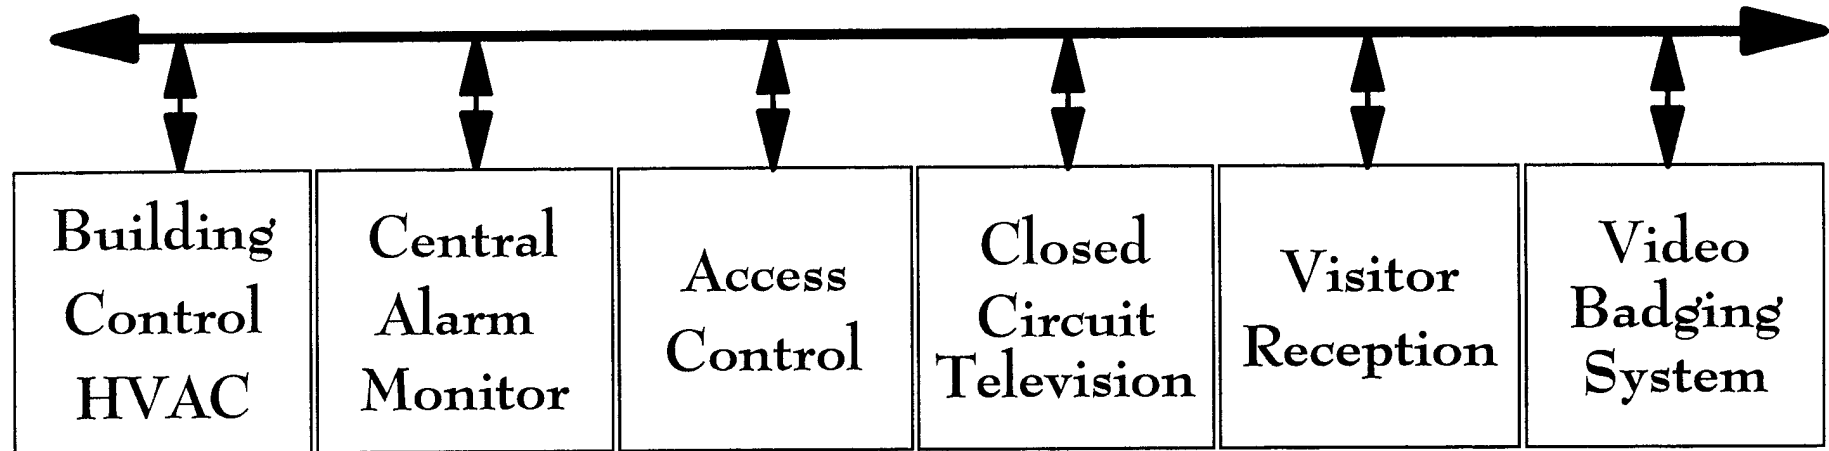 Building
Control
HVAC
Central
Alarm
Monitor
Access
Control
Closed
Circuit
Television
Visitor
Reception
Video
Badging
System